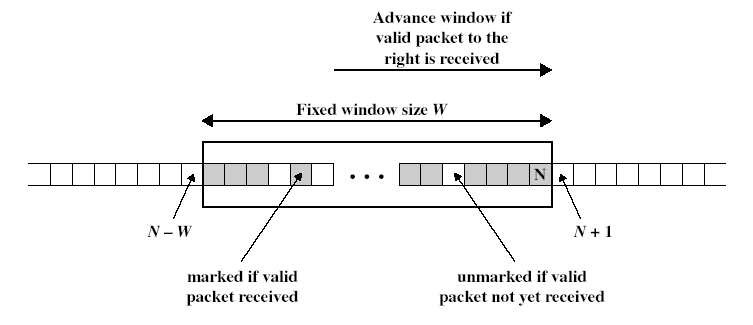 Advance window if
valid packet to the
right is received
Fixed window size W
• • •
N
N – W
N + 1
marked if valid
packet received
unmarked if valid
packet not yet received